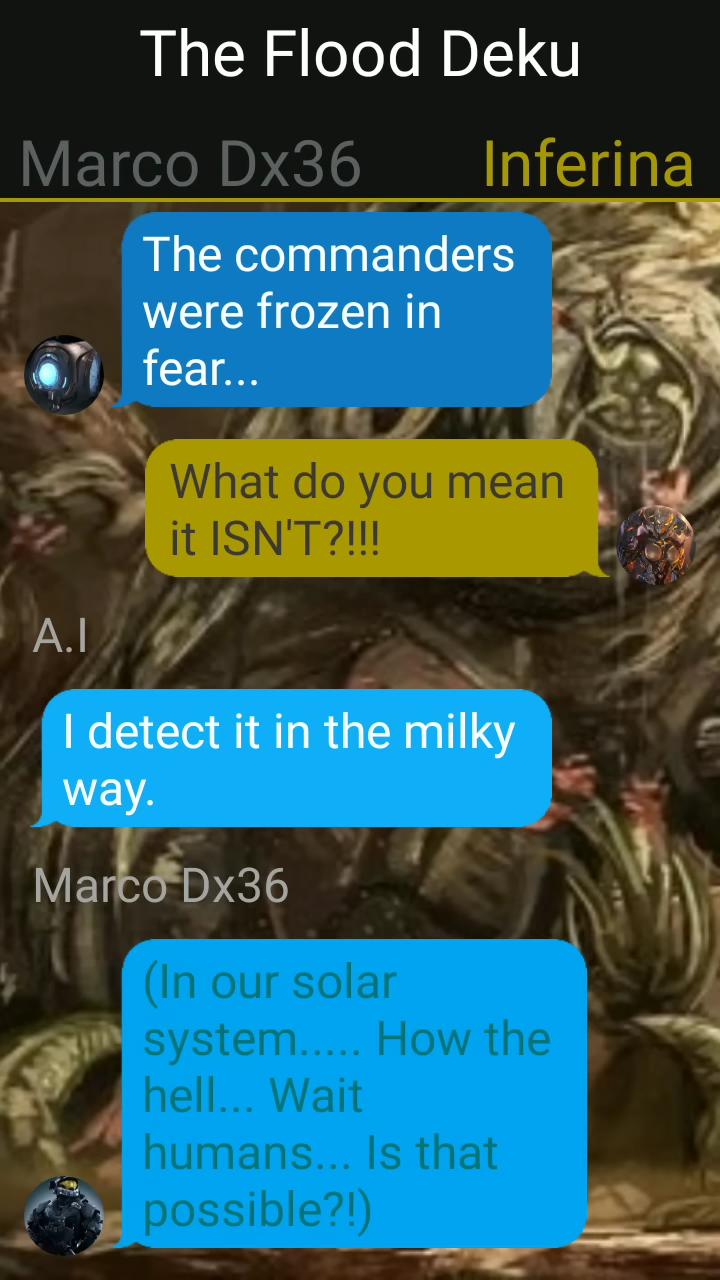 The Flood Deku
Marco Dx36 Inferina
The commanders
were frozen in
fear...
What do you mean
it ISN'T?!!!
A.I
I detect it in the milky
way.
Marco Dx36
(In our solar
system..... How the
hell... Wait
humans... Is that
possible?!)